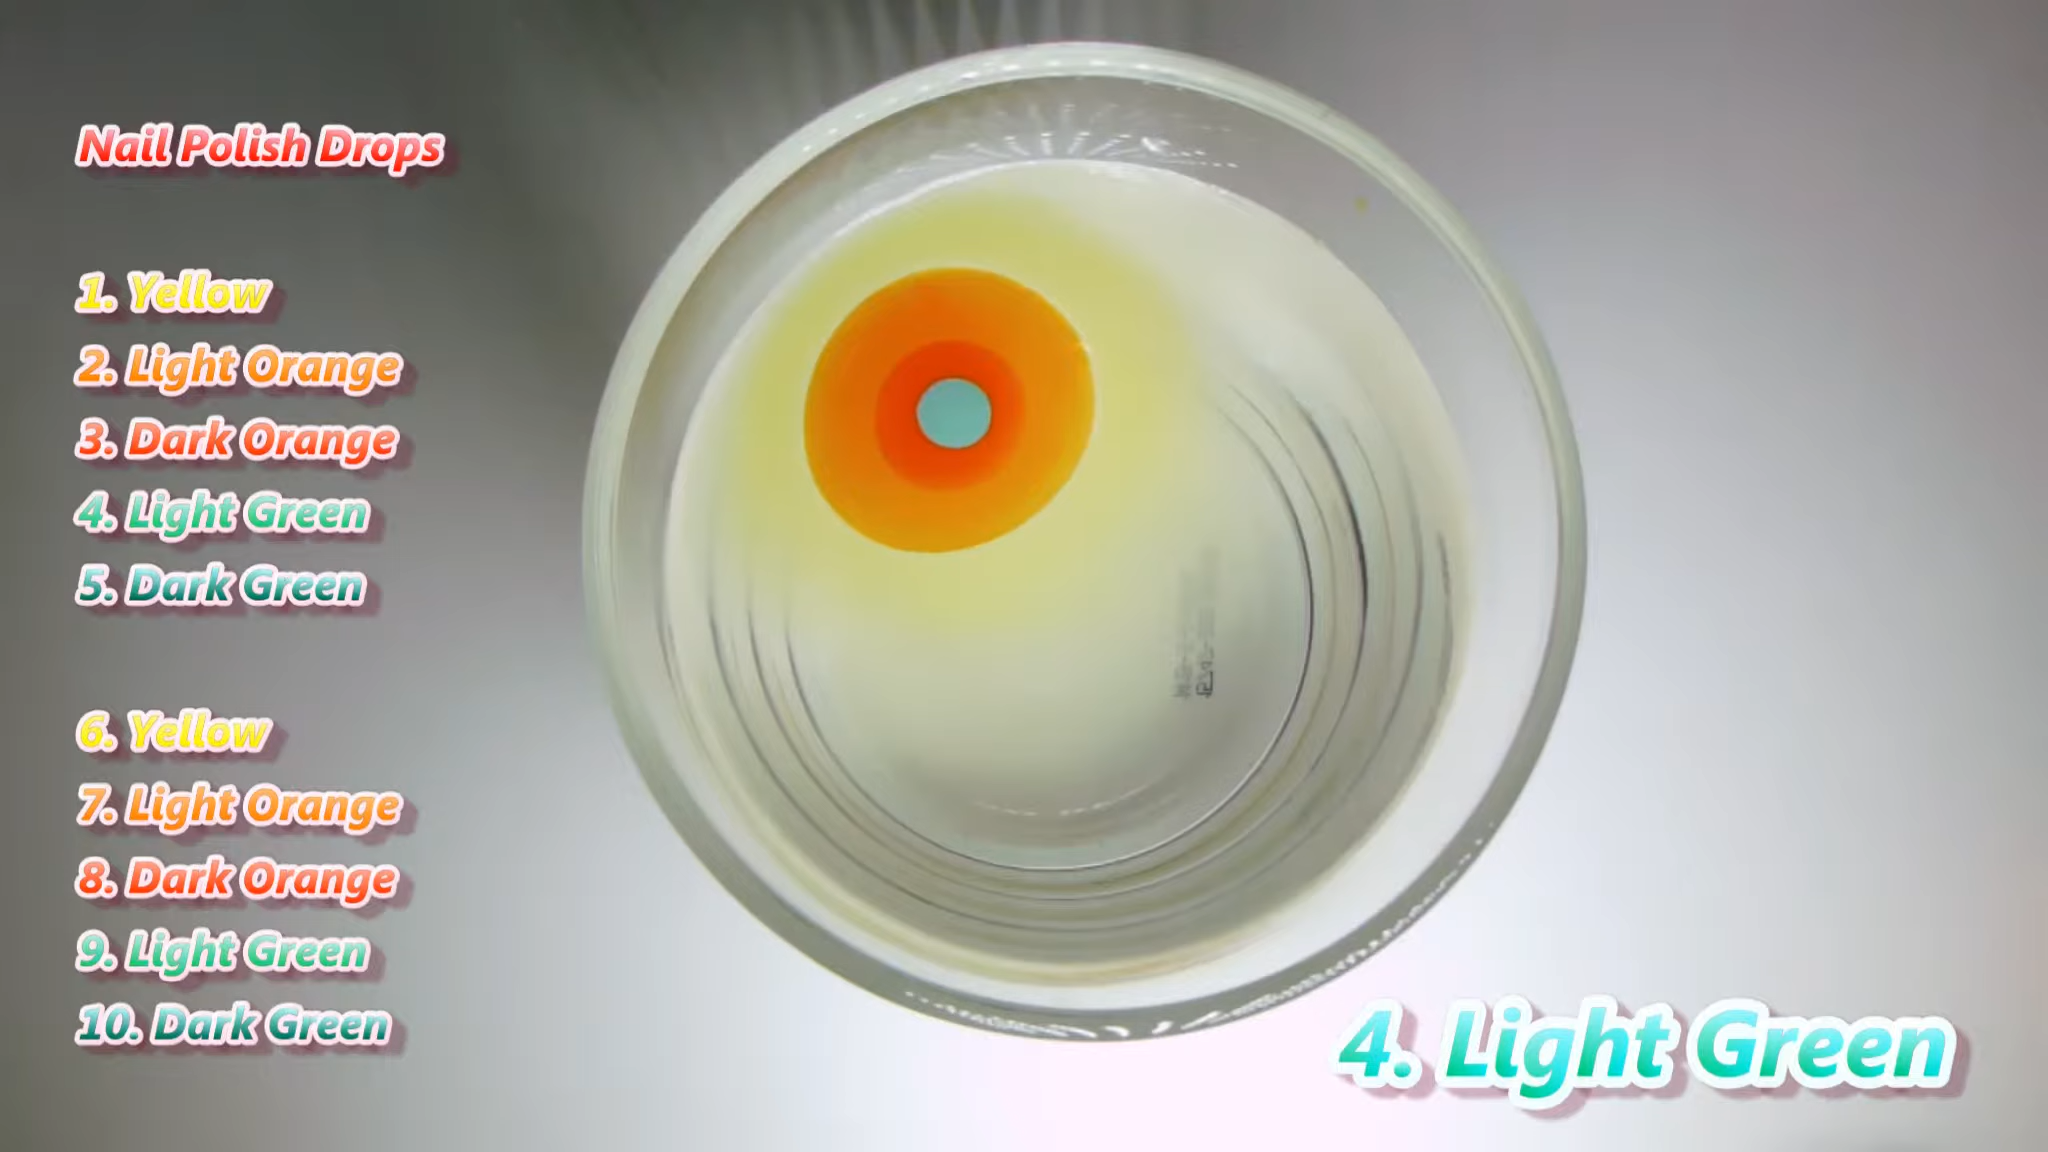 Nail Polish Drops
1. Yellow
2. Light Orange
3. Dark Orange
4. Light Green
5. Dark Green
6. Yellow
7. Light Orange
8. Dark Orange
9. Light Green
10. Dark Green
4. Light Green